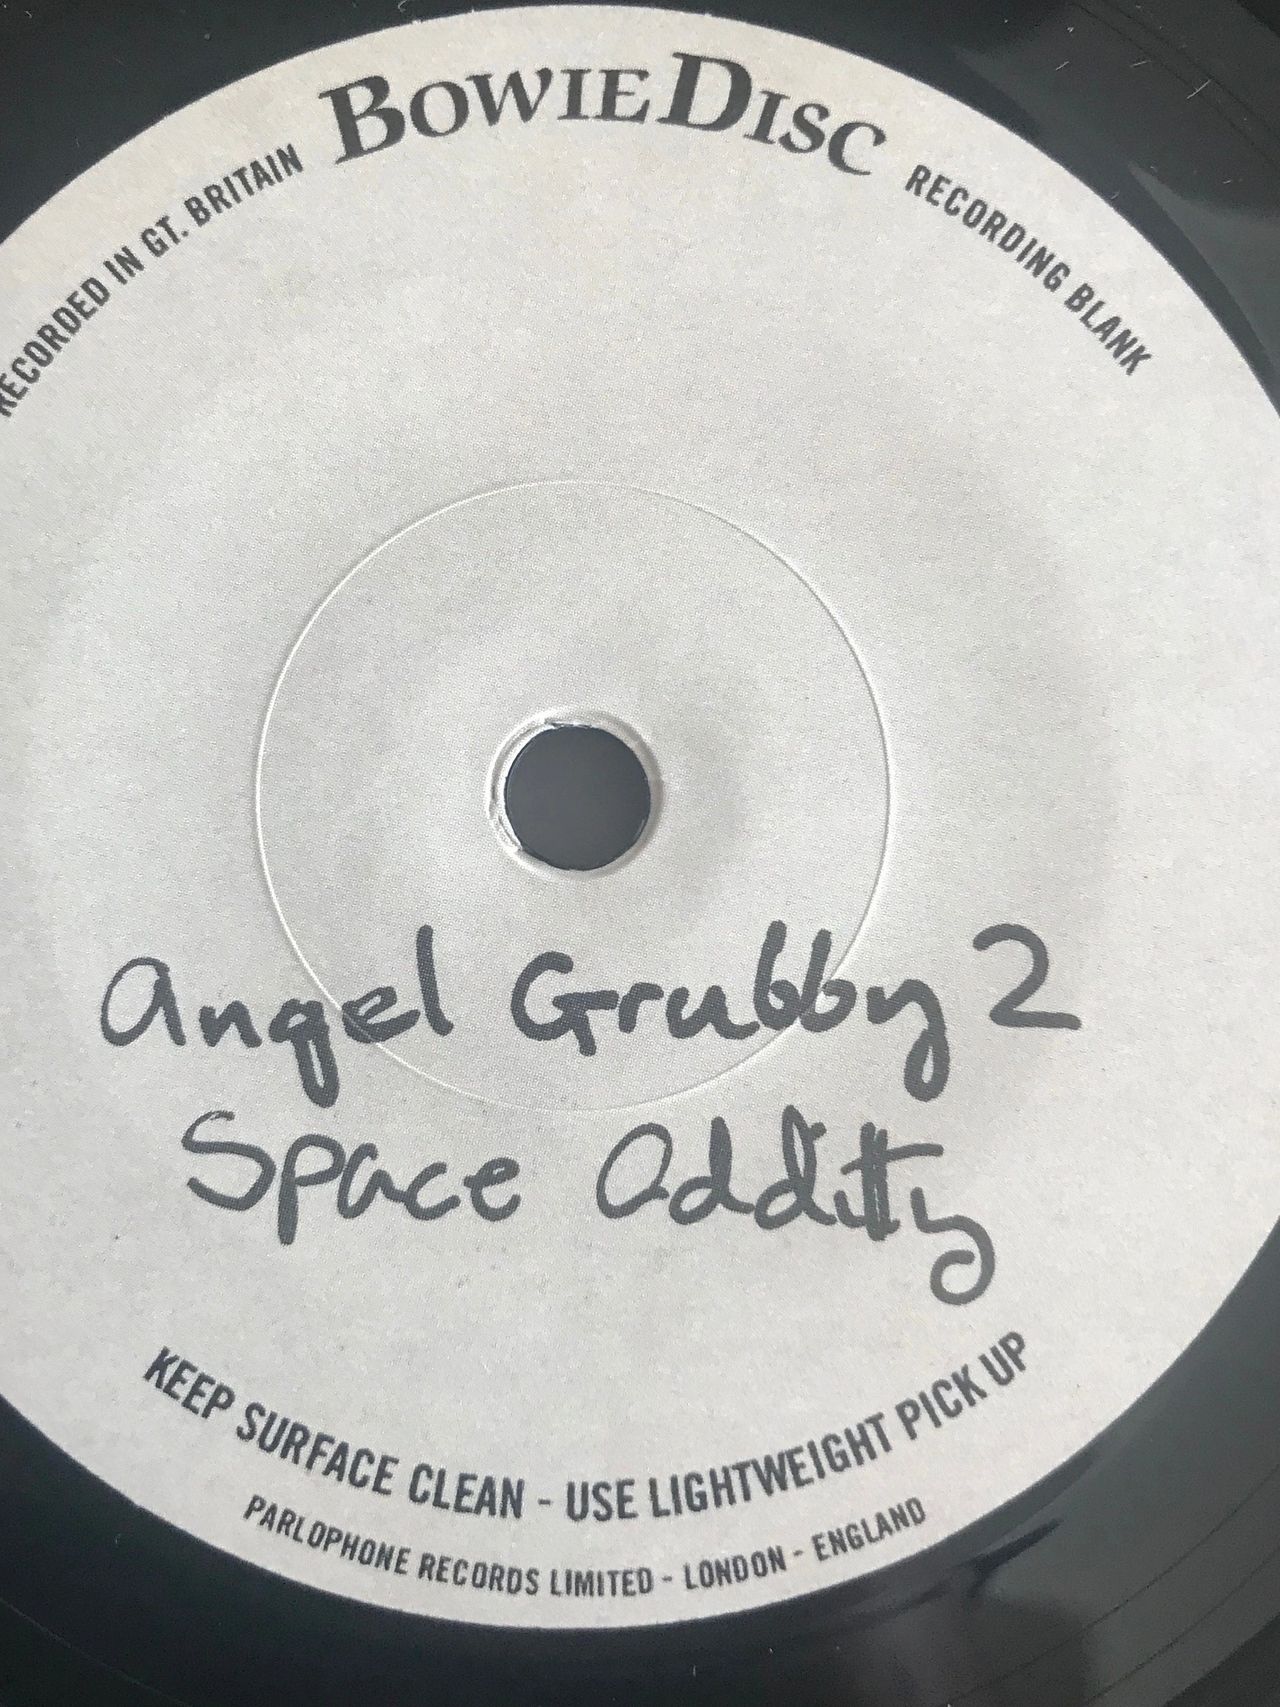 RECORDED IN GT. BRITAIN
BOWIEDISC
RECORDING BLANK
Angel Grubby 2
Space Odditty
KEEP SURFACE CLEAN - USE LIGHTWEIGHT PICK UP
PARLOPHONE RECORDS LIMITED - LONDON - ENGLAND